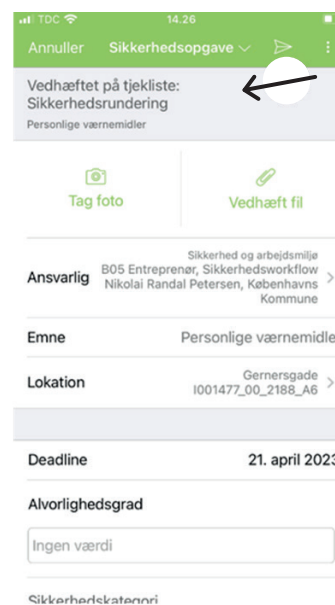 TDC 14.26
Annuller Sikkerhedsopgave
Vedhæftet på tjekliste:
Sikkerhedsrundering
Personlige værnemidler
Tag foto
Vedhæft fil
Sikkerhed og arbejdsmiljø
Ansvarlig B05 Entreprenør, Sikkerhedsworkflow
Nikolai Randal Petersen, Københavns
Kommune
Emne Personlige værnemidle
Lokation Gernersgade
I001477_00_2188_A6
Deadline 21. april 2023
Alvorlighedsgrad
Ingen værdi
Sikkerhedskategori